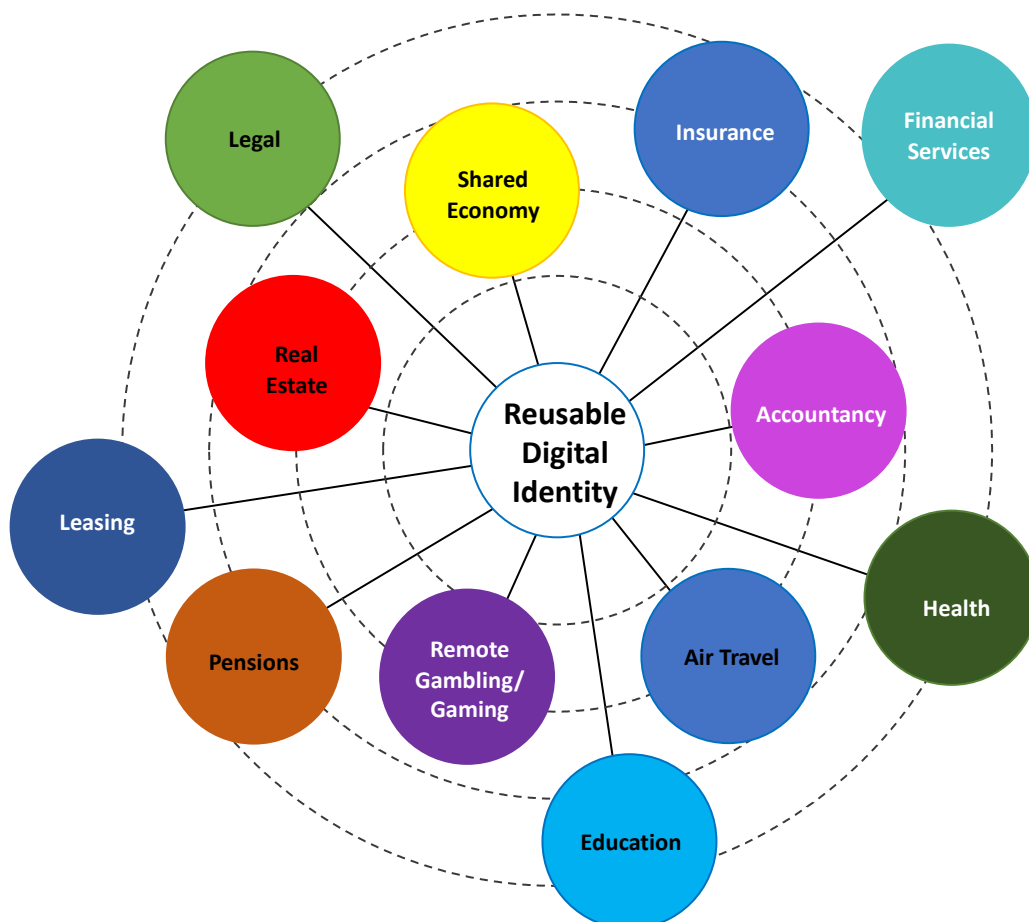 Legal
Shared
Economy
Insurance
Financial
Services
Real
Estate
Reusable
Digital
Identity
Accountancy
Leasing
Pensions
Remote
Gambling/
Gaming
Air Travel
Health
Education